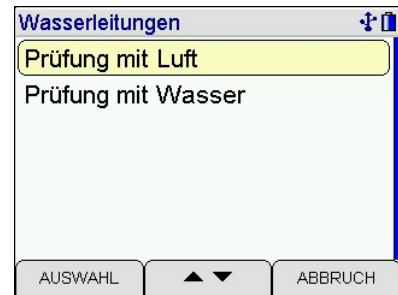 Wasserleitungen
Prüfung mit Luft
Prüfung mit Wasser
AUSWAHL ▲ ▼ ABBRUCH